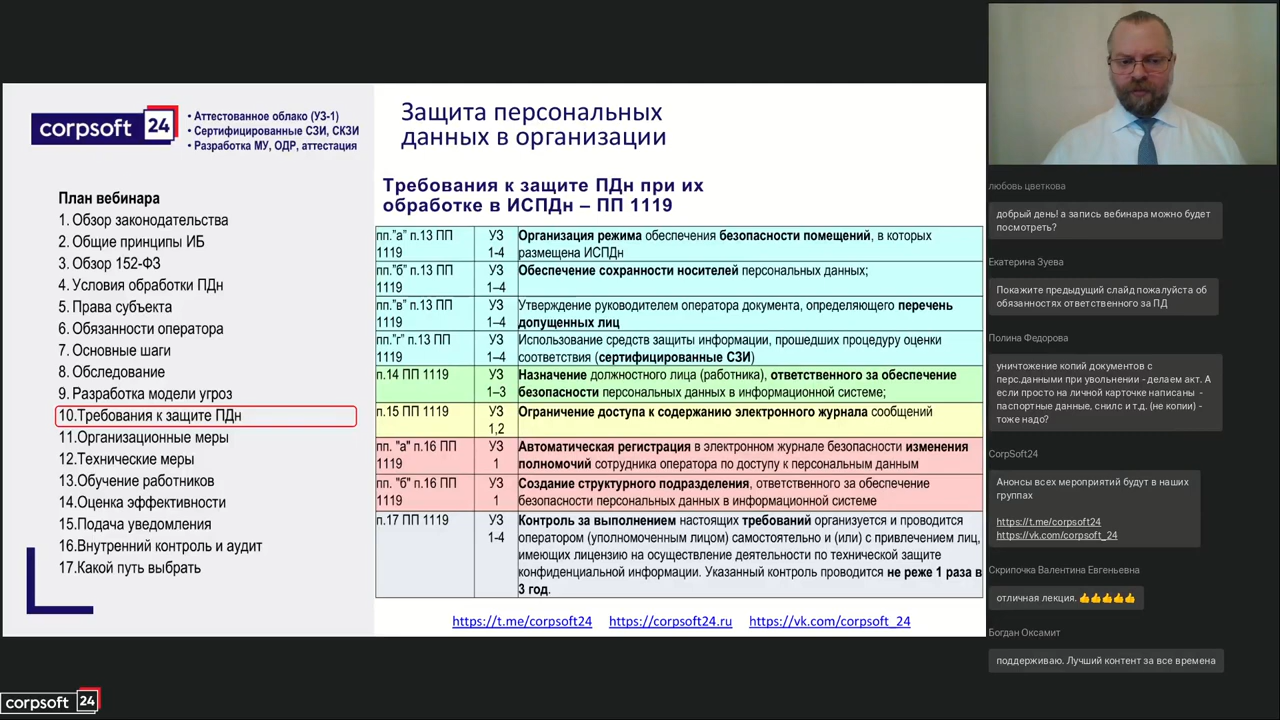 corpsoft 24
• Аттестованное облако (УЗ-1)
• Сертифицированные СЗИ, СКЗИ
• Разработка МУ, ОДР, аттестация
План вебинара
1. Обзор законодательства
2. Общие принципы ИБ
3. Обзор 152-ФЗ
4. Условия обработки ПДн
5. Права субъекта
6. Обязанности оператора
7. Основные шаги
8. Обследование
9. Разработка модели угроз
10.Требования к защите ПДн
11.Организационные меры
12.Технические меры
13.Обучение работников
14.Оценка эффективности
15.Подача уведомления
16.Внутренний контроль и аудит
17.Какой путь выбрать
Защита персональных
данных в организации
Требования к защите ПДн при их
обработке в ИСПДн – ПП 1119
пп."а" п.13 ПП
1119
УЗ
1-4
Организация режима обеспечения безопасности помещений, в которых
размещена ИСПДн
пп."б" п.13 ПП
1119
УЗ
1–4
Обеспечение сохранности носителей персональных данных;
пп."в" п.13 ПП
1119
УЗ
1–4
Утверждение руководителем оператора документа, определяющего перечень
допущенных лиц
пп."г" п.13 ПП
1119
УЗ
1–4
Использование средств защиты информации, прошедших процедуру оценки
соответствия (сертифицированные СЗИ)
п.14 ПП 1119
УЗ
1–3
Назначение должностного лица (работника), ответственного за обеспечение
безопасности персональных данных в информационной системе;
п.15 ПП 1119
УЗ
1,2
Ограничение доступа к содержанию электронного журнала сообщений
пп. "а" п.16 ПП
1119
УЗ
1
Автоматическая регистрация в электронном журнале безопасности изменения
полномочий сотрудника оператора по доступу к персональным данным
пп. "б" п.16 ПП
1119
УЗ
1
Создание структурного подразделения, ответственного за обеспечение
безопасности персональных данных в информационной системе
п.17 ПП 1119
УЗ
1-4
Контроль за выполнением настоящих требований организуется и проводится
оператором (уполномоченным лицом) самостоятельно и (или) с привлечением лиц,
имеющих лицензию на осуществление деятельности по технической защите
конфиденциальной информации. Указанный контроль проводится не реже 1 раза в
3 год.
https://t.me/corpsoft24 https://corpsoft24.ru https://vk.com/corpsoft_24
corpsoft 24
любовь цветкова
добрый день! а запись вебинара можно будет
посмотреть?
Екатерина Зуева
Покажите предыдущий слайд пожалуйста об
обязанностях ответственного за ПД
Полина Федорова
уничтожение копий документов с
перс.данными при увольнении - делаем акт. А
если просто на личной карточке написаны -
паспортные данные, снилс и т.д. (не копии) -
тоже надо?
CorpSoft24
Анонсы всех мероприятий будут в наших
группах
https://t.me/corpsoft24
https://vk.com/corpsoft_24
Скрипочка Валентина Евгеньевна
отличная лекция. 👍👍👍👍👍
Богдан Оксамит
поддерживаю. Лучший контент за все времена